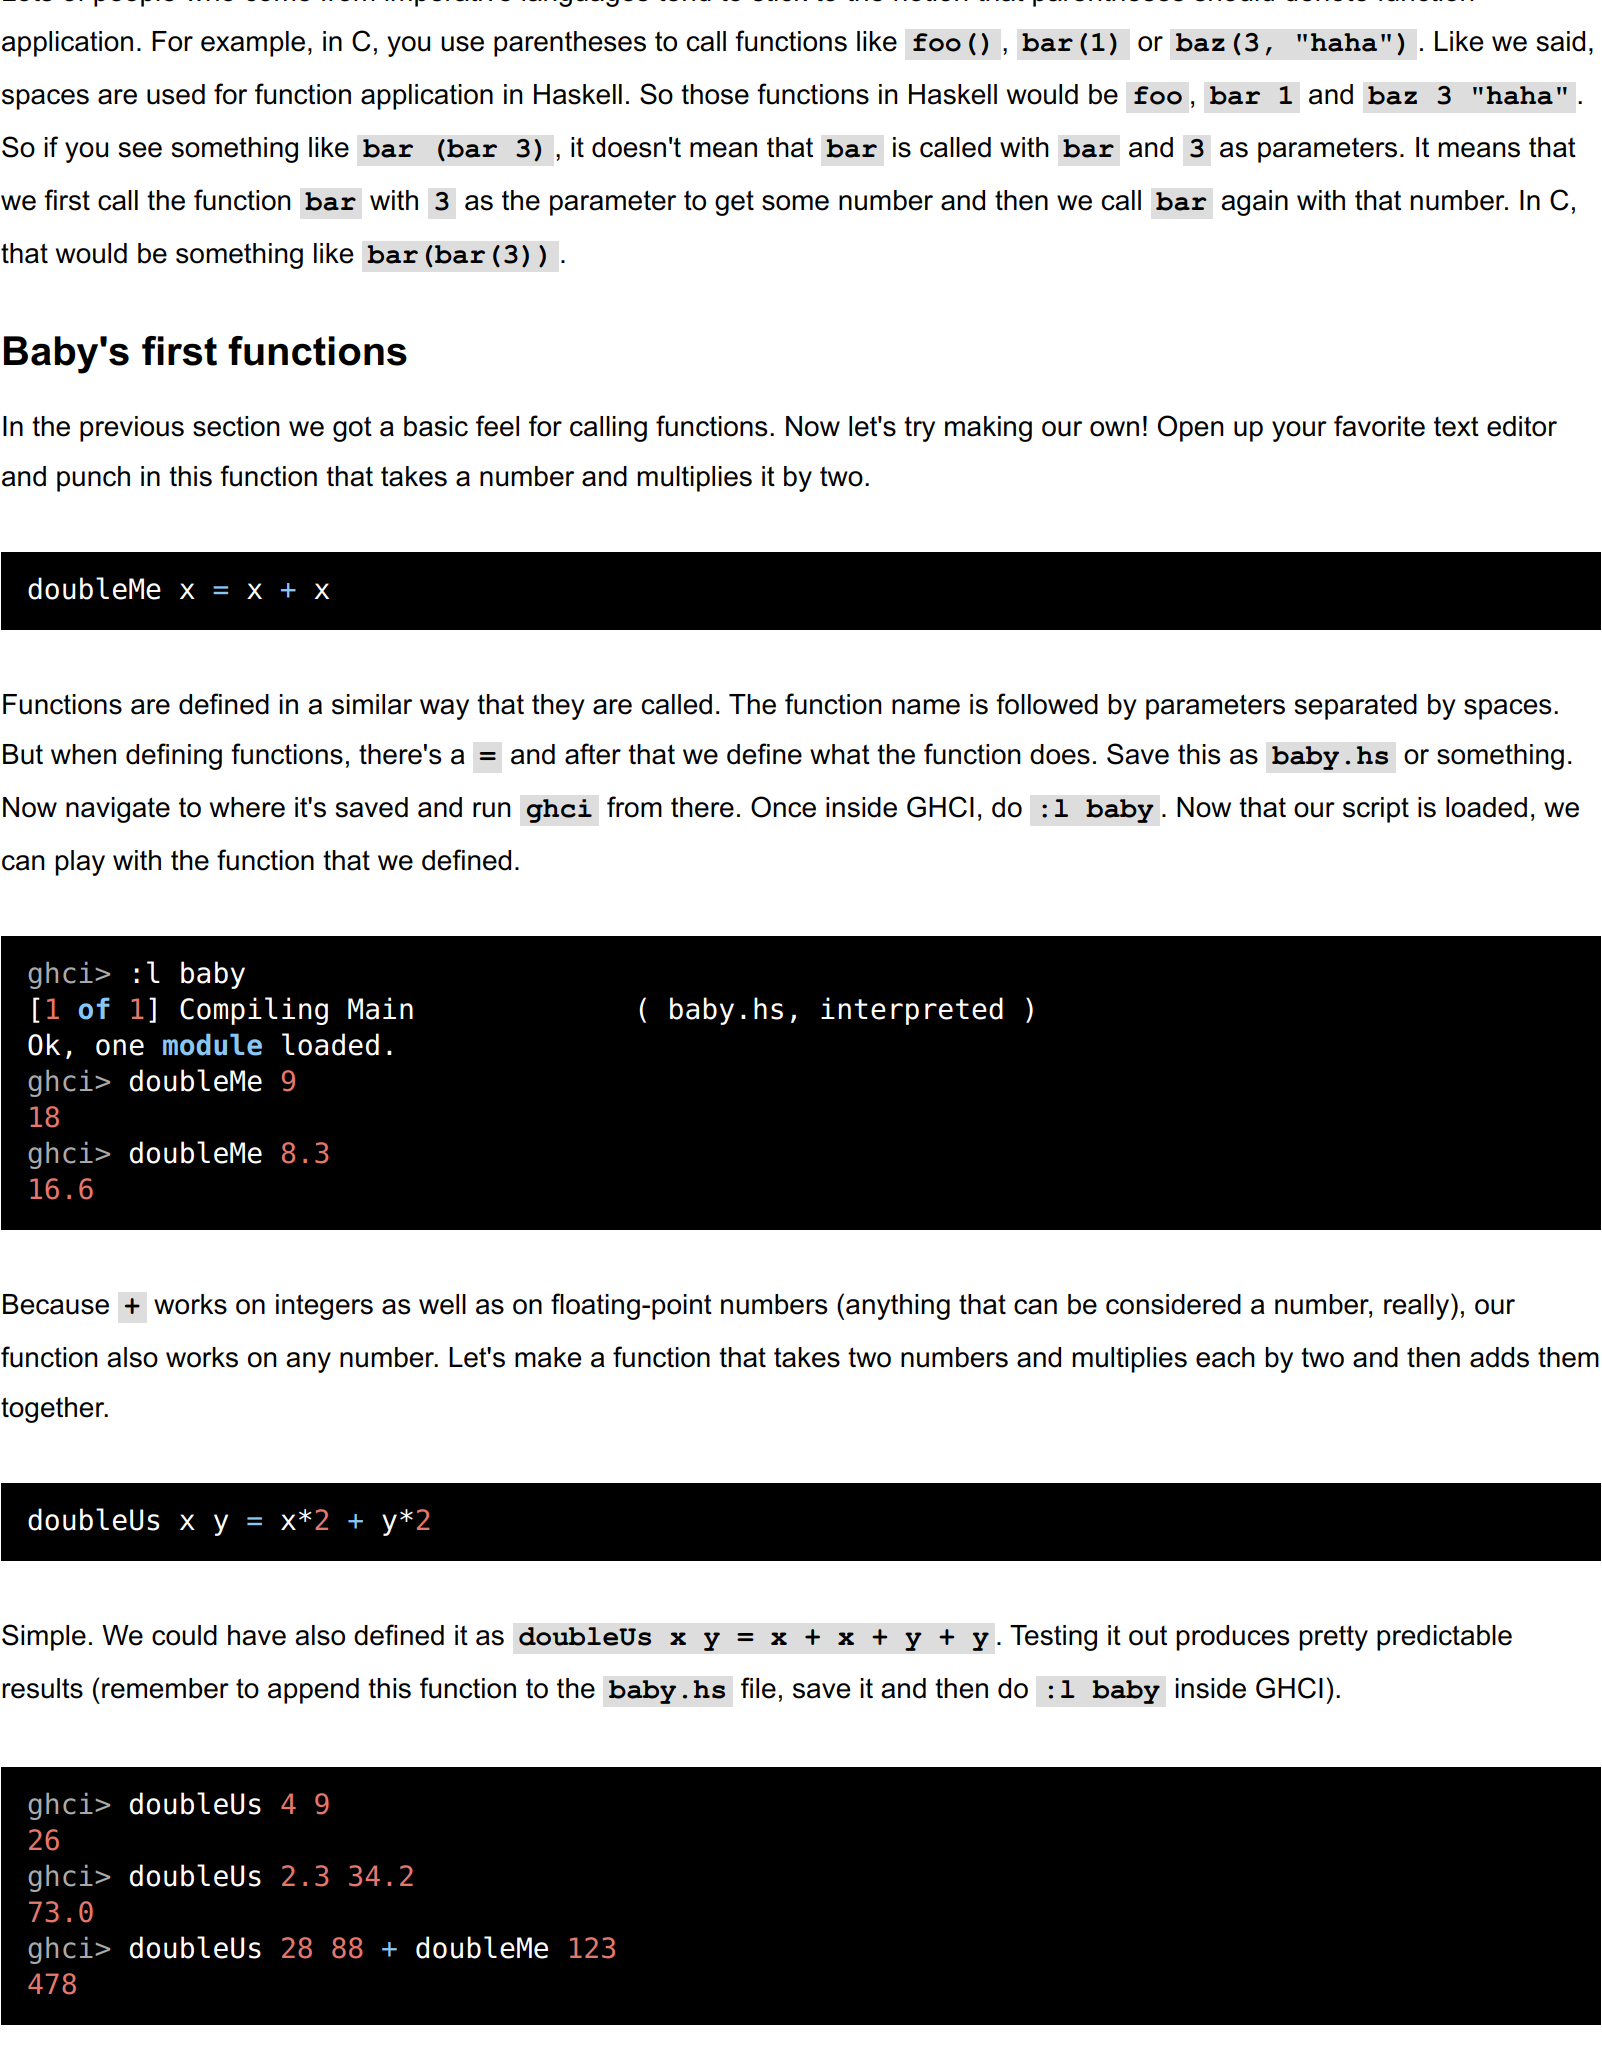 application. For example, in C, you use parentheses to call functions like foo(), bar(1) or baz(3, "haha"). Like we said,
spaces are used for function application in Haskell. So those functions in Haskell would be foo, bar 1 and baz 3 "haha".
So if you see something like bar (bar 3), it doesn't mean that bar is called with bar and 3 as parameters. It means that
we first call the function bar with 3 as the parameter to get some number and then we call bar again with that number. In C,
that would be something like bar(bar(3)).
Baby's first functions
In the previous section we got a basic feel for calling functions. Now let's try making our own! Open up your favorite text editor
and punch in this function that takes a number and multiplies it by two.
doubleMe x = x + x
Functions are defined in a similar way that they are called. The function name is followed by parameters separated by spaces.
But when defining functions, there's a = and after that we define what the function does. Save this as baby.hs or something.
Now navigate to where it's saved and run ghci from there. Once inside GHCI, do :l baby. Now that our script is loaded, we
can play with the function that we defined.
ghci> :l baby
[1 of 1] Compiling Main             ( baby.hs, interpreted )
Ok, one module loaded.
ghci> doubleMe 9
18
ghci> doubleMe 8.3
16.6
Because + works on integers as well as on floating-point numbers (anything that can be considered a number, really), our
function also works on any number. Let's make a function that takes two numbers and multiplies each by two and then adds them
together.
doubleUs x y = x*2 + y*2
Simple. We could have also defined it as doubleUs x y = x + x + y + y. Testing it out produces pretty predictable
results (remember to append this function to the baby.hs file, save it and then do :l baby inside GHCI).
ghci> doubleUs 4 9
26
ghci> doubleUs 2.3 34.2
73.0
ghci> doubleUs 28 88 + doubleMe 123
478